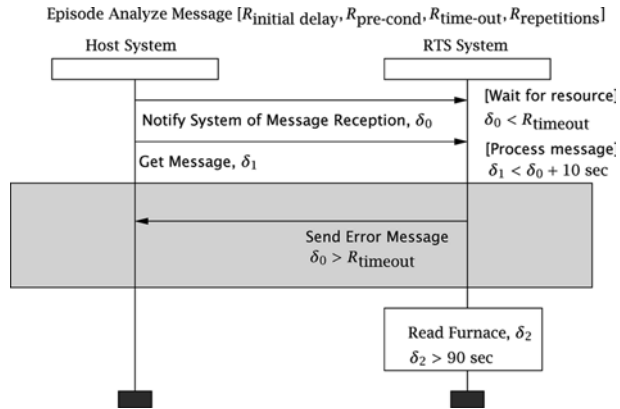 Episode Analyze Message [R_initial delay, R_pre-cond, R_time-out, R_repetitions]
Host System
RTS System
[Wait for resource]
Notify System of Message Reception, δ₀
δ₀ < R_timeout
[Process message]
Get Message, δ₁
δ₁ < δ₀ + 10 sec
Send Error Message
δ₀ > R_timeout
Read Furnace, δ₂
δ₂ > 90 sec